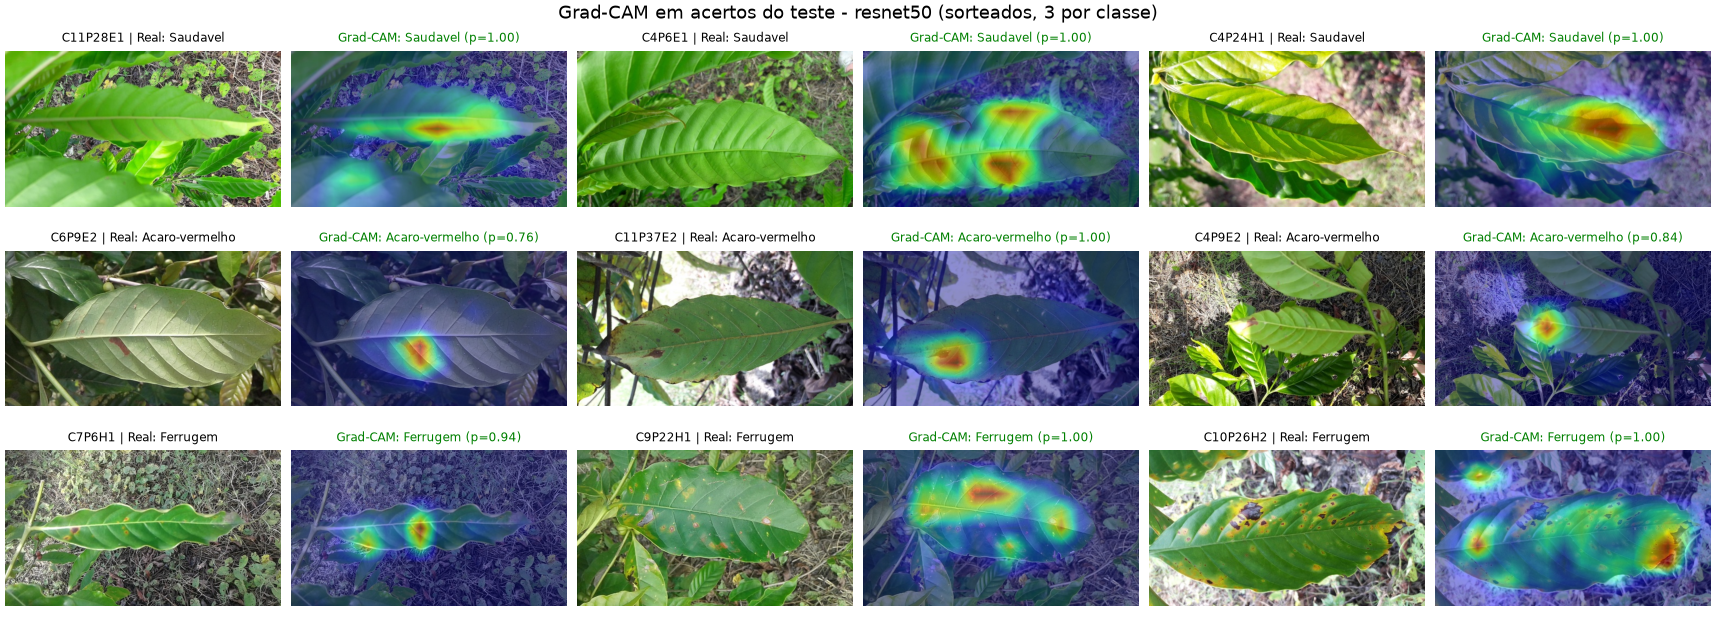 Grad-CAM em acertos do teste - resnet50 (sorteados, 3 por classe)
C11P28E1 | Real: Saudavel
Grad-CAM: Saudavel (p=1.00)
C4P6E1 | Real: Saudavel
Grad-CAM: Saudavel (p=1.00)
C4P24H1 | Real: Saudavel
Grad-CAM: Saudavel (p=1.00)
C6P9E2 | Real: Acaro-vermelho
Grad-CAM: Acaro-vermelho (p=0.76)
C11P37E2 | Real: Acaro-vermelho
Grad-CAM: Acaro-vermelho (p=1.00)
C4P9E2 | Real: Acaro-vermelho
Grad-CAM: Acaro-vermelho (p=0.84)
C7P6H1 | Real: Ferrugem
Grad-CAM: Ferrugem (p=0.94)
C9P22H1 | Real: Ferrugem
Grad-CAM: Ferrugem (p=1.00)
C10P26H2 | Real: Ferrugem
Grad-CAM: Ferrugem (p=1.00)